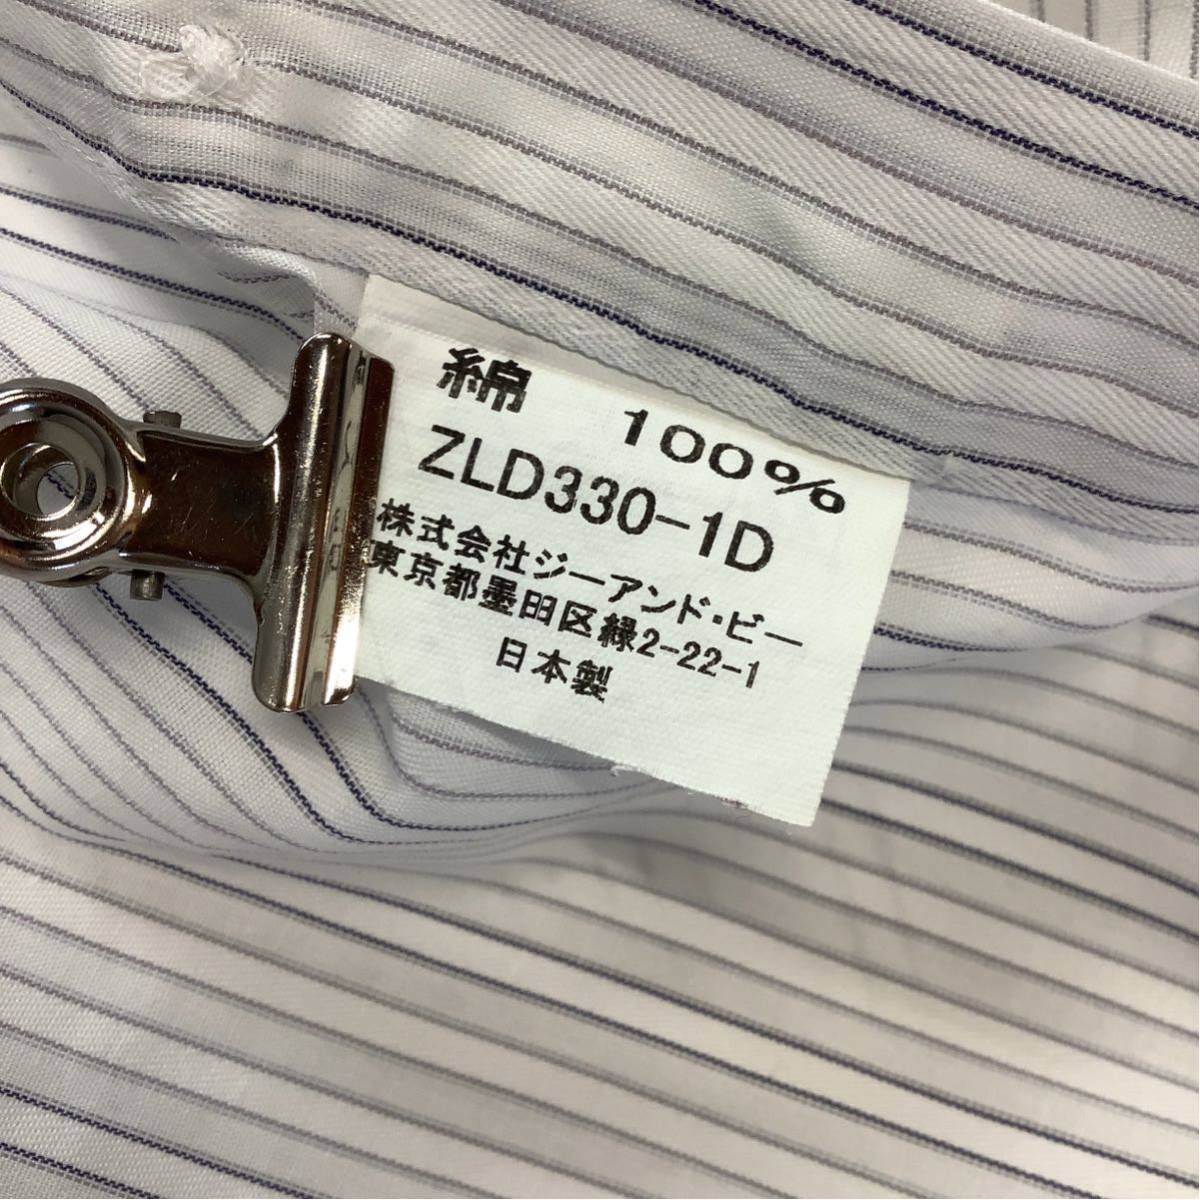 綿 100%
ZLD330-1D
株式会社ジーアンド・ビー
東京都墨田区緑2-22-1
日本製